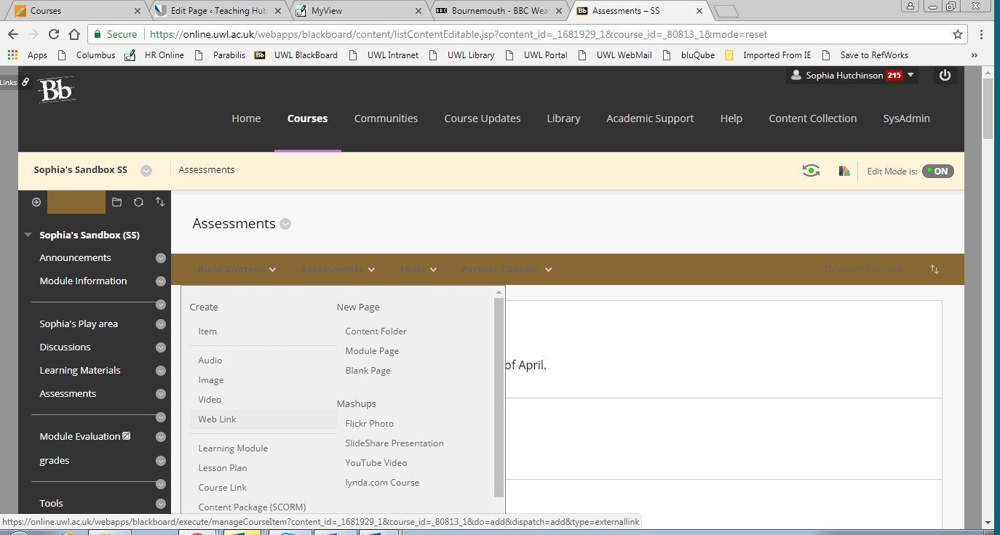 Courses Edit Page ‹ Teaching Hub MyView BBC Bournemouth - BBC Wea Bb Assessments – SS
Secure https://online.uwl.ac.uk/webapps/blackboard/content/listContentEditable.jsp?content_id=_1681929_1&course_id=_80813_1&mode=reset
Apps Columbus HR Online Parabilis Bb UWL BlackBoard UWL Intranet UWL Library UWL Portal UWL WebMail bluQube Imported From IE Save to RefWorks »
Links Bb Sophia Hutchinson 215
Home Courses Communities Course Updates Library Academic Support Help Content Collection SysAdmin
Sophia's Sandbox SS Assessments Edit Mode is: ON
Assessments
Sophia's Sandbox (SS)
Announcements
Module Information
Sophia's Play area
Discussions
Learning Materials
Assessments
Module Evaluation
grades
Tools
Build Content Assessments Tools Partner Content Discover Content
Create
Item
Audio
Image
Video
Web Link
Learning Module
Lesson Plan
Course Link
Content Package (SCORM)
New Page
Content Folder
Module Page
Blank Page
Mashups
Flickr Photo
SlideShare Presentation
YouTube Video
lynda.com Course
of April.
https://online.uwl.ac.uk/webapps/blackboard/execute/manageCourseItem?content_id=_1681929_1&course_id=_80813_1&do=add&dispatch=add&type=externallink